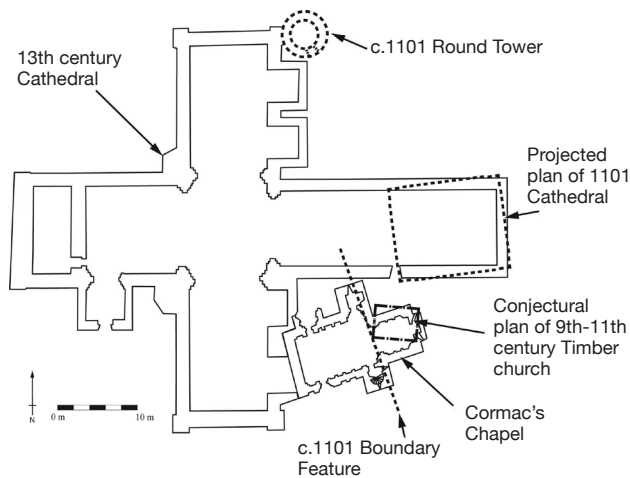 c.1101 Round Tower
13th century
Cathedral
Projected
plan of 1101
Cathedral
Conjectural
plan of 9th-11th
century Timber
church
Cormac's
Chapel
c.1101 Boundary
Feature
N
0 m
10 m